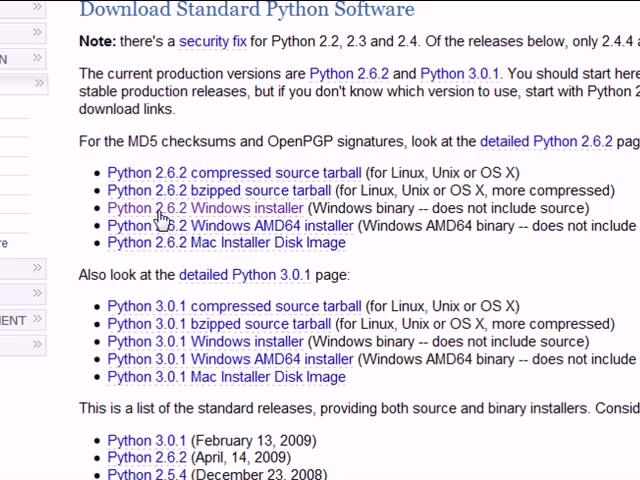 Download Standard Python Software
Note: there's a security fix for Python 2.2, 2.3 and 2.4. Of the releases below, only 2.4.4
N
The current production versions are Python 2.6.2 and Python 3.0.1. You should start here
stable production releases, but if you don't know which version to use, start with Python 2
download links.
For the MD5 checksums and OpenPGP signatures, look at the detailed Python 2.6.2 pag
Python 2.6.2 compressed source tarball (for Linux, Unix or OS X)
Python 2.6.2 bzipped source tarball (for Linux, Unix or OS X, more compressed)
Python 2.6.2 Windows installer (Windows binary -- does not include source)
Python 2.6.2 Windows AMD64 installer (Windows AMD64 binary -- does not include
Python 2.6.2 Mac Installer Disk Image
re
Also look at the detailed Python 3.0.1 page:
Python 3.0.1 compressed source tarball (for Linux, Unix or OS X)
Python 3.0.1 bzipped source tarball (for Linux, Unix or OS X, more compressed)
MENT
Python 3.0.1 Windows installer (Windows binary -- does not include source)
Python 3.0.1 Windows AMD64 installer (Windows AMD64 binary -- does not include
Python 3.0.1 Mac Installer Disk Image
This is a list of the standard releases, providing both source and binary installers. Consid
Python 3.0.1 (February 13, 2009)
Python 2.6.2 (April, 14, 2009)
Python 2.5.4 (December 23, 2008)